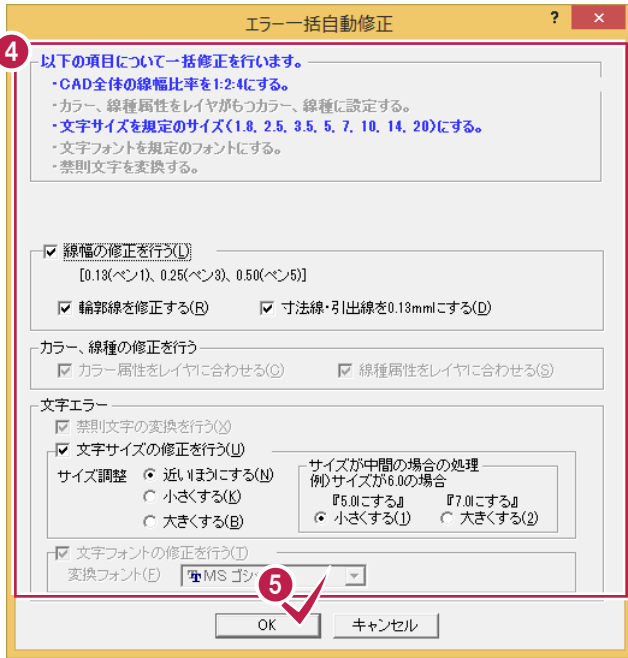 エラー一括自動修正 ? ×
4
以下の項目について一括修正を行います。
・CAD全体の線幅比率を1:2:4にする。
・カラー、線種属性をレイヤがもつカラー、線種に設定する。
・文字サイズを規定のサイズ(1.8, 2.5, 3.5, 5, 7, 10, 14, 20)にする。
・文字フォントを規定のフォントにする。
・禁則文字を変換する。
線幅の修正を行う(L)
[0.13(ペン1)、0.25(ペン3)、0.50(ペン5)]
輪郭線を修正する(R) 寸法線・引出線を0.13mmにする(D)
カラー、線種の修正を行う
カラー属性をレイヤに合わせる(C) 線種属性をレイヤに合わせる(S)
文字エラー
禁則文字の変換を行う(X)
文字サイズの修正を行う(U)
サイズ調整 近いほうにする(N)
小さくする(K)
大きくする(B)
サイズが中間の場合の処理
例)サイズが6.0の場合
『5.0にする』 『7.0にする』
小さくする(1) 大きくする(2)
文字フォントの修正を行う(T)
変換フォント(F) MS ゴシ
5
OK キャンセル